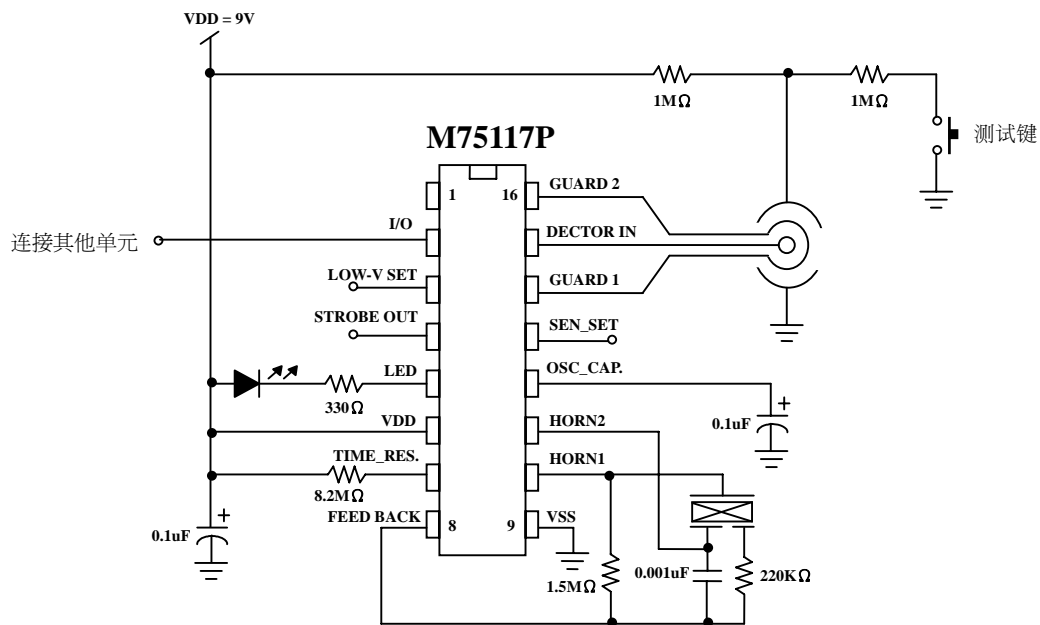 VDD = 9V
1MΩ
1MΩ
测试键
M75117P
1
16
GUARD 2
I/O
DECTOR IN
连接其他单元
LOW-V SET
GUARD 1
STROBE OUT
SEN_SET
LED
OSC_CAP.
330Ω
+
0.1uF
VDD
HORN2
TIME_RES.
HORN1
8.2MΩ
FEED BACK
8
9
VSS
+
0.1uF
1.5MΩ
0.001uF
220KΩ